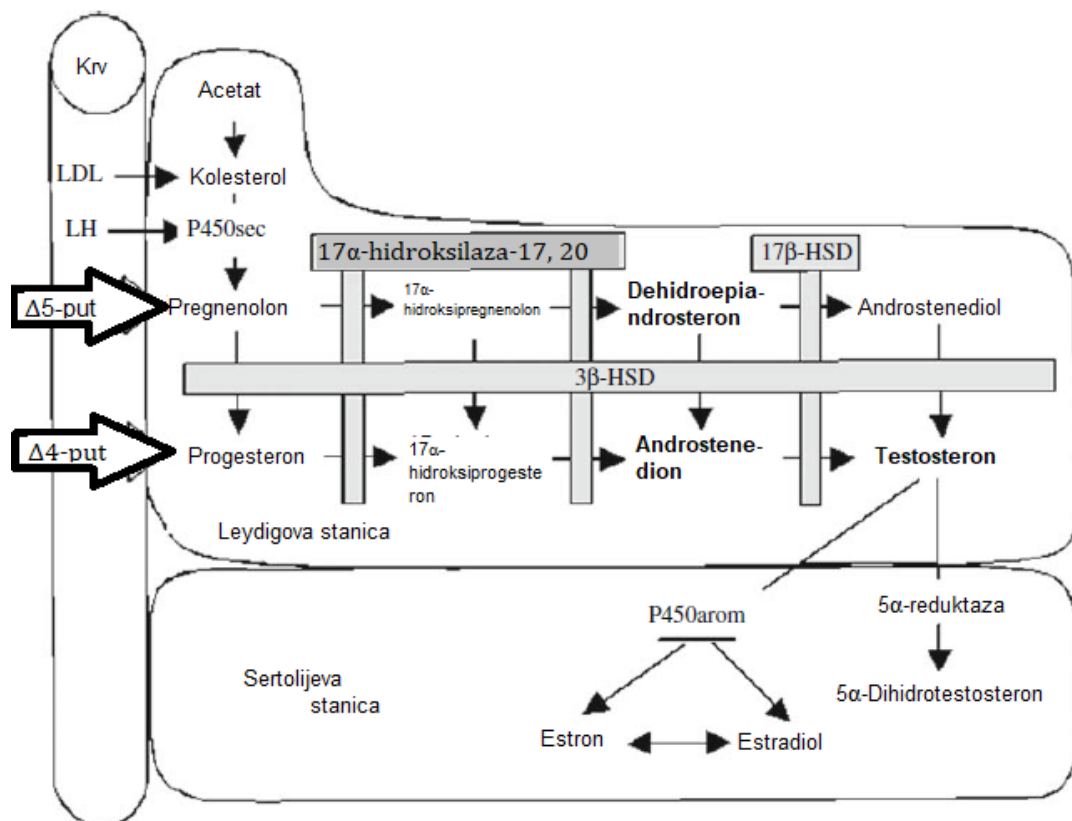 Krv
Acetat
LDL
Kolesterol
LH
P450sec
17α-hidroksilaza-17, 20
17β-HSD
Δ5-put
Pregnenolon
17α-
hidroksipregnenolon
Dehidroepia-
ndrosteron
Androstenediol
3β-HSD
Δ4-put
Progesteron
17α-
hidroksiprogeste
ron
Androstene-
dion
Testosteron
Leydigova stanica
P450arom
5α-reduktaza
Sertolijeva
stanica
5α-Dihidrotestosteron
Estron
Estradiol